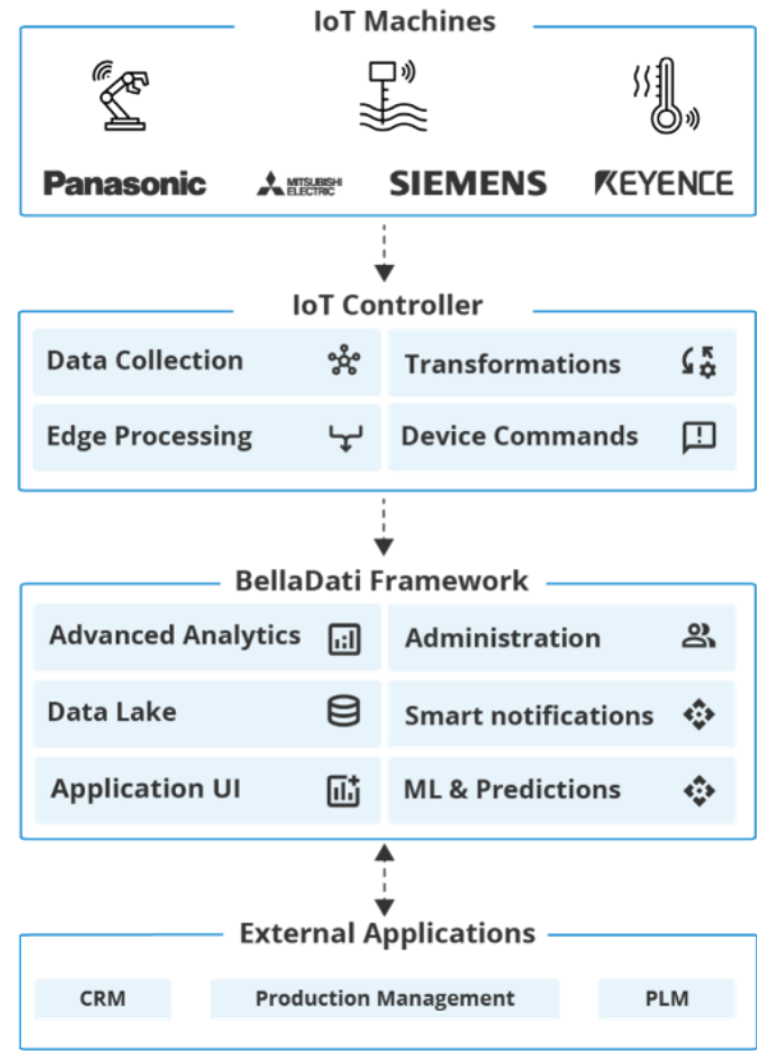 IoT Machines
Panasonic
MITSUBISHI
ELECTRIC
SIEMENS
KEYENCE
IoT Controller
Data Collection
Transformations
Edge Processing
Device Commands
BellaDati Framework
Advanced Analytics
Administration
Data Lake
Smart notifications
Application UI
ML & Predictions
External Applications
CRM
Production Management
PLM